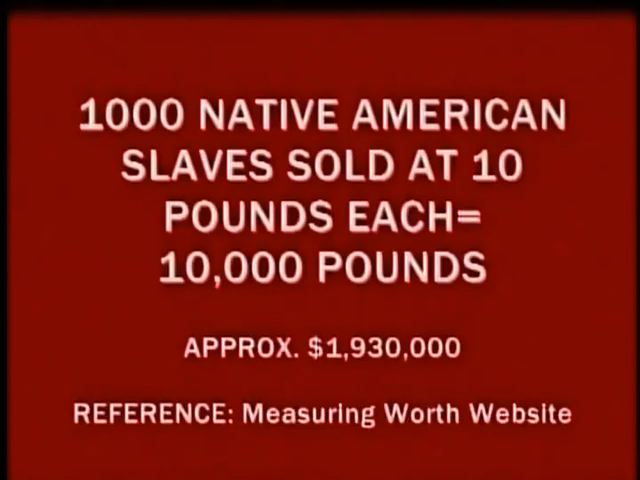 1000 NATIVE AMERICAN
SLAVES SOLD AT 10
POUNDS EACH=
10,000 POUNDS
APPROX. $1,930,000
REFERENCE: Measuring Worth Website